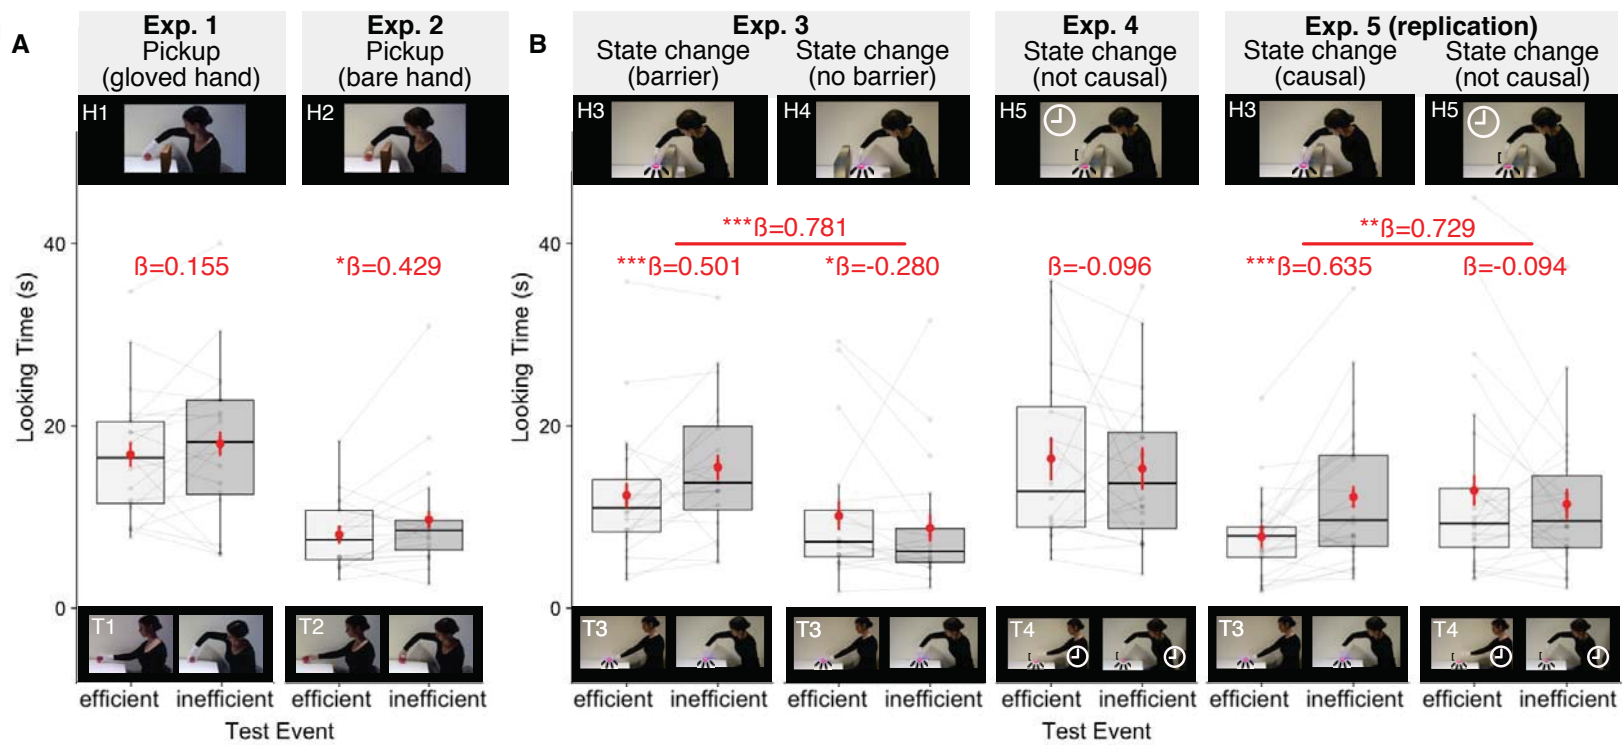 A
Exp. 1
Pickup
(gloved hand)
Exp. 2
Pickup
(bare hand)
H1
H2
Looking Time (s)
40
20
0
ß=0.155
*ß=0.429
T1
T2
efficient inefficient efficient inefficient
Test Event
B
Exp. 3
State change
(barrier)
State change
(no barrier)
Exp. 4
State change
(not causal)
Exp. 5 (replication)
State change
(causal)
State change
(not causal)
H3
H4
H5
H3
H5
Looking Time (s)
40
20
0
***ß=0.781
***ß=0.501
*ß=-0.280
ß=-0.096
**ß=0.729
***ß=0.635
ß=-0.094
T3
T3
T4
T3
T4
efficient inefficient efficient inefficient efficient inefficient efficient inefficient efficient inefficient
Test Event